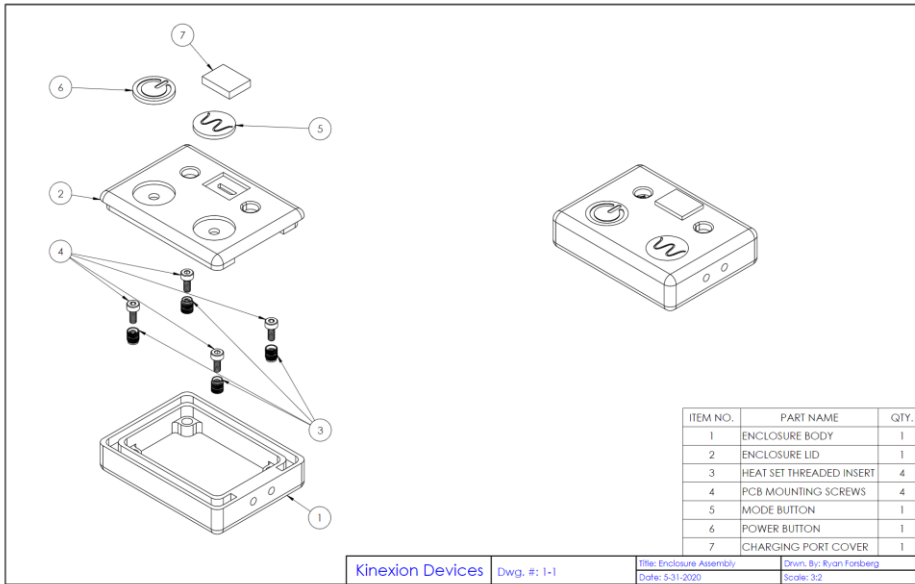 7
6
5
2
4
3
1
ITEM NO. PART NAME QTY.
1 ENCLOSURE BODY 1
2 ENCLOSURE LID 1
3 HEAT SET THREADED INSERT 4
4 PCB MOUNTING SCREWS 4
5 MODE BUTTON 1
6 POWER BUTTON 1
7 CHARGING PORT COVER 1
Kinexion Devices Dwg. #: 1-1
Title: Enclosure Assembly Drwn. By: Ryan Forsberg
Date: 5-31-2020 Scale: 3:2